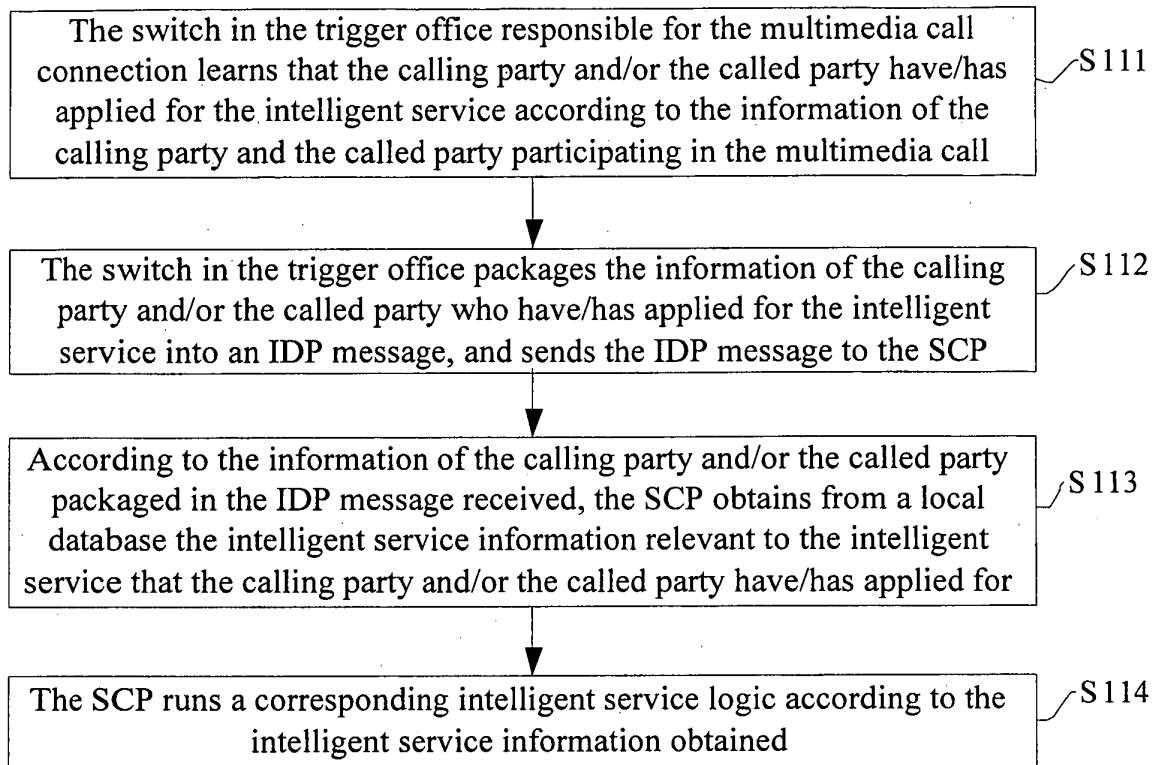 The switch in the trigger office responsible for the multimedia call
connection learns that the calling party and/or the called party have/has
applied for the intelligent service according to the information of the
calling party and the called party participating in the multimedia call
S111
The switch in the trigger office packages the information of the calling
party and/or the called party who have/has applied for the intelligent
service into an IDP message, and sends the IDP message to the SCP
S112
According to the information of the calling party and/or the called party
packaged in the IDP message received, the SCP obtains from a local
database the intelligent service information relevant to the intelligent
service that the calling party and/or the called party have/has applied for
S113
The SCP runs a corresponding intelligent service logic according to the
intelligent service information obtained
S114